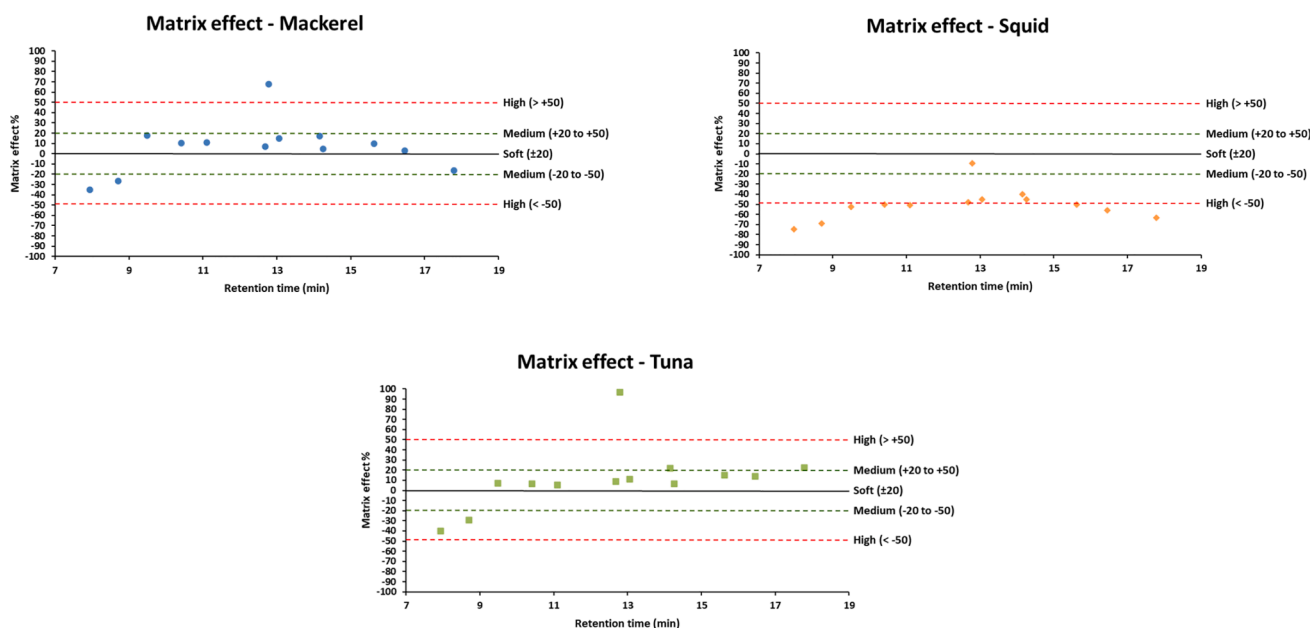 Matrix effect - Mackerel
100
90
80
70
60
50
40
30
20
10
0
-10
-20
-30
-40
-50
-60
-70
-80
-90
-100
Matrix effect %
7 9 11 13 15 17 19
Retention time (min)
High (> +50)
Medium (+20 to +50)
Soft (±20)
Medium (-20 to -50)
High (< -50)
Matrix effect - Squid
100
90
80
70
60
50
40
30
20
10
0
-10
-20
-30
-40
-50
-60
-70
-80
-90
-100
Matrix effect %
7 9 11 13 15 17 19
Retention time (min)
High (> +50)
Medium (+20 to +50)
Soft (±20)
Medium (-20 to -50)
High (< -50)
Matrix effect - Tuna
100
90
80
70
60
50
40
30
20
10
0
-10
-20
-30
-40
-50
-60
-70
-80
-90
-100
Matrix effect %
7 9 11 13 15 17 19
Retention time (min)
High (> +50)
Medium (+20 to +50)
Soft (±20)
Medium (-20 to -50)
High (< -50)